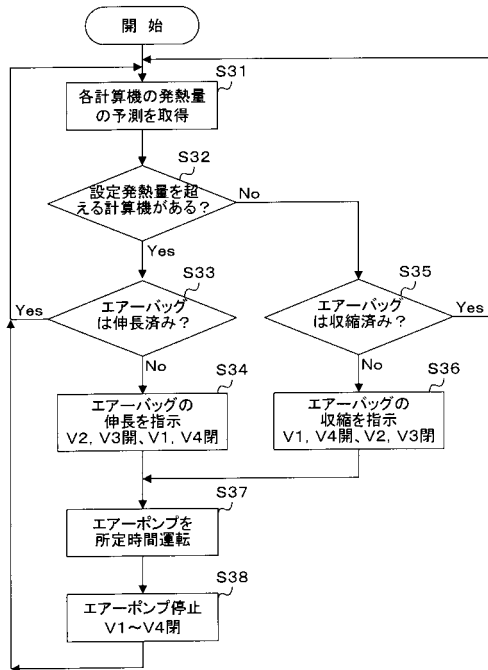 開始
S31
各計算機の発熱量
の予測を取得
S32
設定発熱量を超
える計算機がある?
No
Yes
S33
エアーバッグ
は伸長済み?
Yes
No
S35
エアーバッグ
は収縮済み?
Yes
No
S34
エアーバッグの
伸長を指示
V2, V3開、V1, V4閉
S36
エアーバッグの
収縮を指示
V1, V4開、V2, V3閉
S37
エアーポンプを
所定時間運転
S38
エアーポンプ停止
V1～V4閉